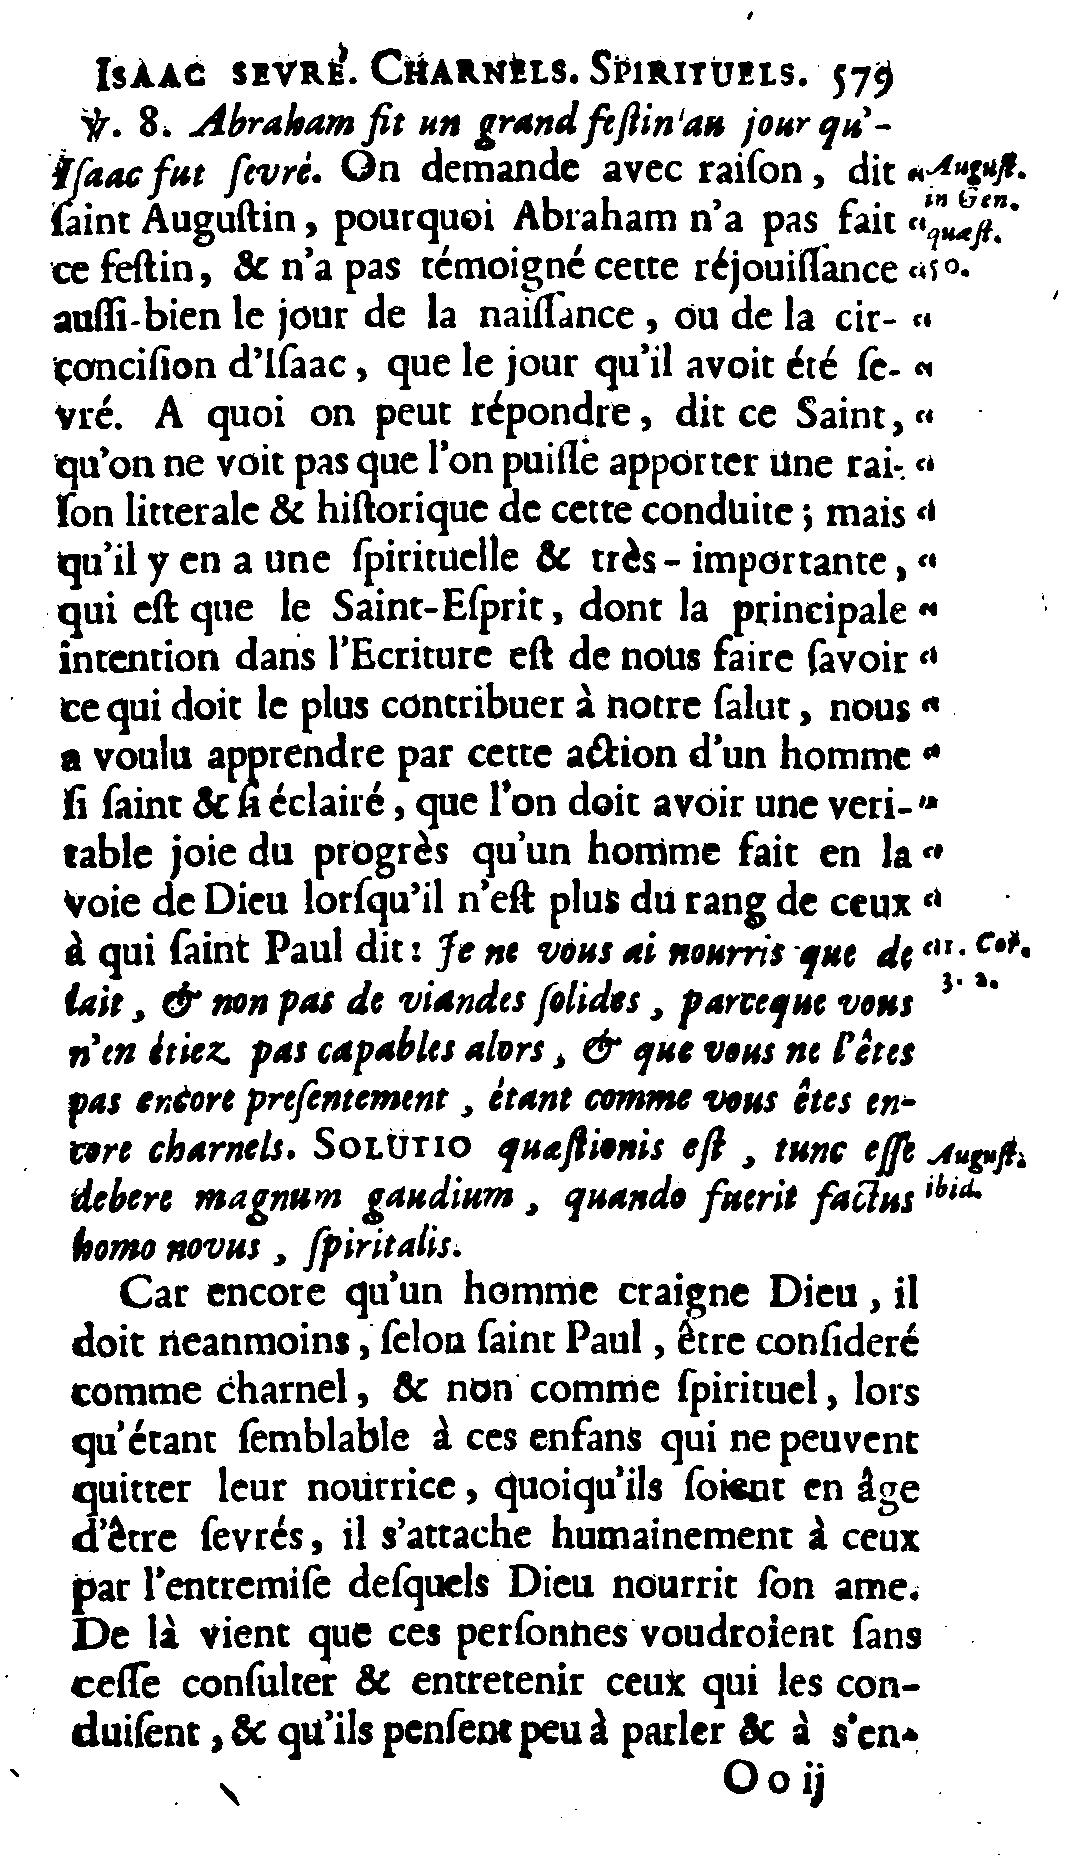 ISAAC SEVRÉ. CHARNELS. SPIRITUELS. 579
℣. 8. Abraham fit un grand feſtin au jour qu'-
Iſaac fut ſevré. On demande avec raiſon, dit « Auguſt.
ſaint Auguſtin, pourquoi Abraham n'a pas fait « in Gen. quæſt.
ce feſtin, & n'a pas témoigné cette réjouiſſance « 50.
auſſi-bien le jour de la naiſſance, ou de la cir- «
conciſion d'Iſaac, que le jour qu'il avoit été ſe- «
vré. A quoi on peut répondre, dit ce Saint, «
qu'on ne voit pas que l'on puiſſe apporter une rai- «
ſon litterale & hiſtorique de cette conduite; mais «
qu'il y en a une ſpirituelle & très-importante, «
qui eſt que le Saint-Eſprit, dont la principale «
intention dans l'Ecriture eſt de nous faire ſavoir «
ce qui doit le plus contribuer à notre ſalut, nous «
a voulu apprendre par cette action d'un homme «
ſi ſaint & ſi éclairé, que l'on doit avoir une veri- «
table joie du progrès qu'un homme fait en la «
voie de Dieu lorſqu'il n'eſt plus du rang de ceux «
à qui ſaint Paul dit: Je ne vous ai nourris que de « 1. Cor.
lait, & non pas de viandes ſolides, parceque vous 3. 2.
n'en étiez pas capables alors, & que vous ne l'êtes
pas encore preſentement, étant comme vous êtes en-
core charnels. SOLUTIO quæſtionis eſt, tunc eſſe Auguſt.
debere magnum gaudium, quando fuerit factus ibid.
homo novus, ſpiritalis.
Car encore qu'un homme craigne Dieu, il
doit neanmoins, ſelon ſaint Paul, être conſideré
comme charnel, & non comme ſpirituel, lors
qu'étant ſemblable à ces enfans qui ne peuvent
quitter leur nourrice, quoiqu'ils ſoient en âge
d'être ſevrés, il s'attache humainement à ceux
par l'entremiſe deſquels Dieu nourrit ſon ame.
De là vient que ces perſonnes voudroient ſans
ceſſe conſulter & entretenir ceux qui les con-
duiſent, & qu'ils penſent peu à parler & à s'en-
O o ij